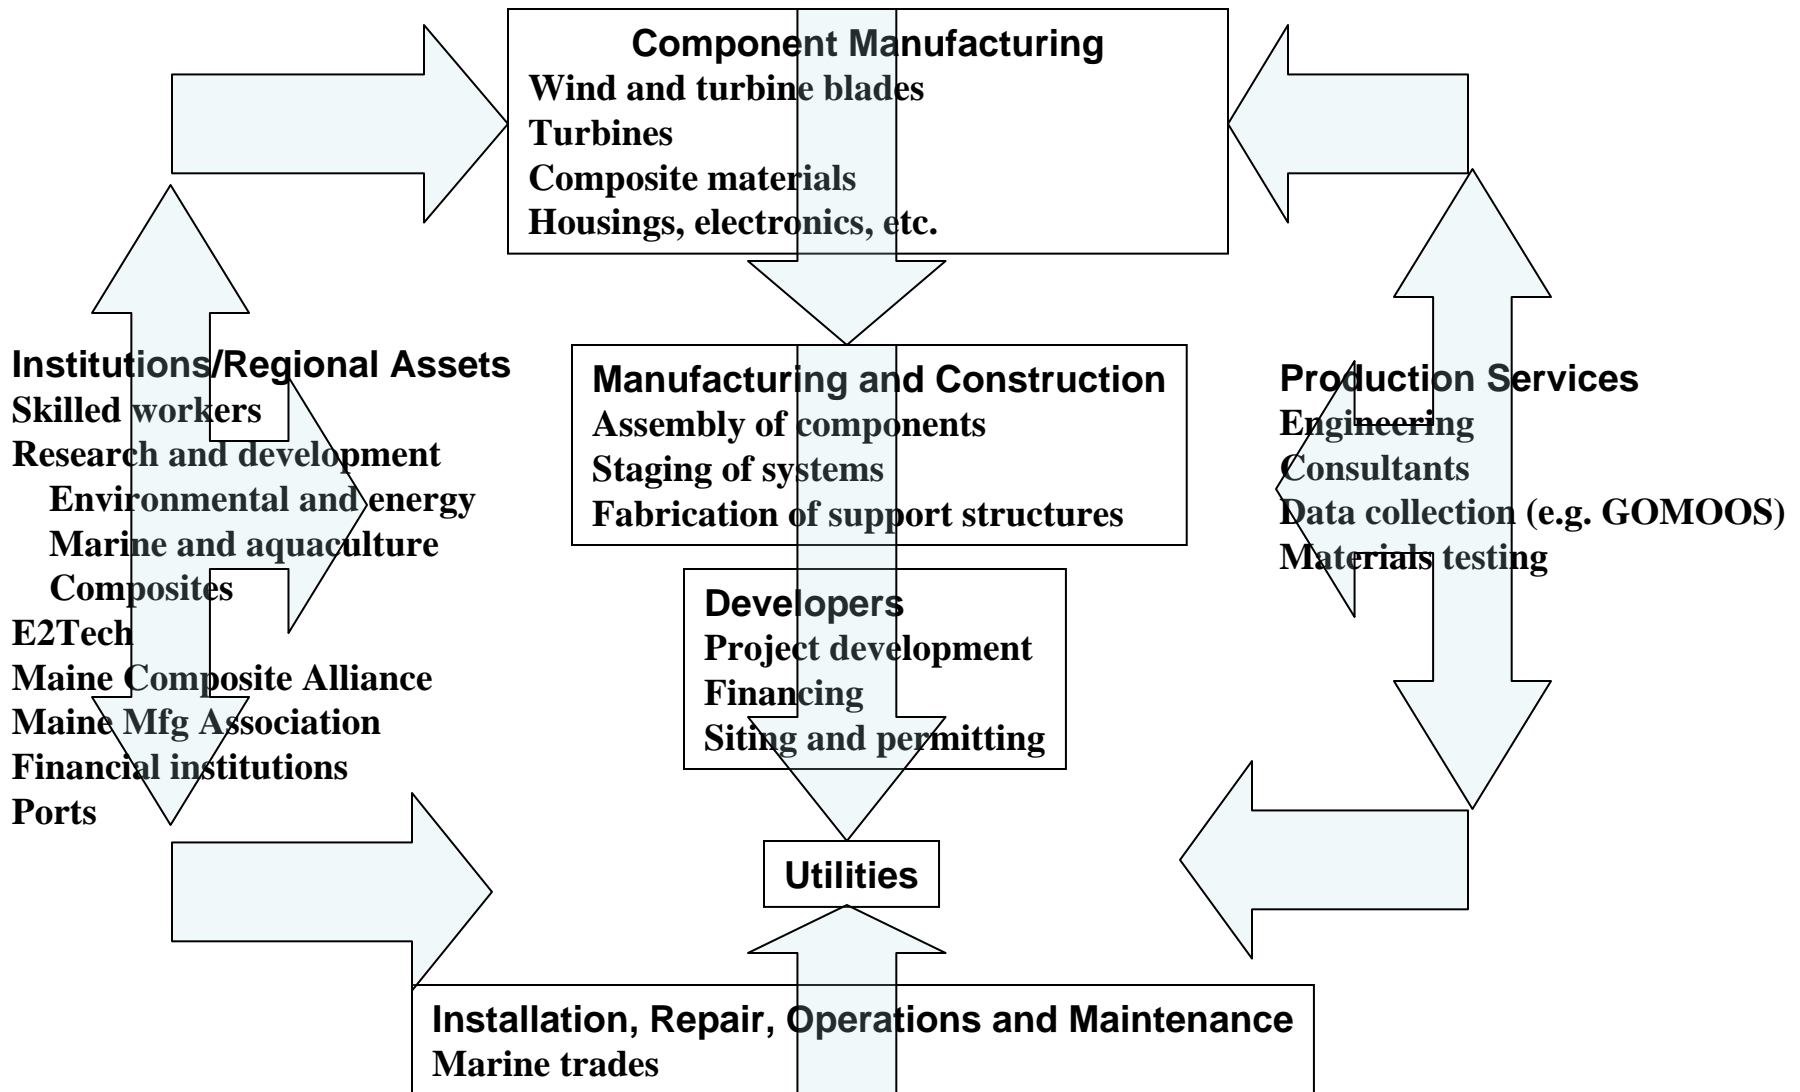 Component Manufacturing
Wind and turbine blades
Turbines
Composite materials
Housings, electronics, etc.
Institutions/Regional Assets
Skilled workers
Research and development
Environmental and energy
Marine and aquaculture
Composites
E2Tech
Maine Composite Alliance
Maine Mfg Association
Financial institutions
Ports
Manufacturing and Construction
Assembly of components
Staging of systems
Fabrication of support structures
Production Services
Engineering
Consultants
Data collection (e.g. GOMOOS)
Materials testing
Developers
Project development
Financing
Siting and permitting
Utilities
Installation, Repair, Operations and Maintenance
Marine trades